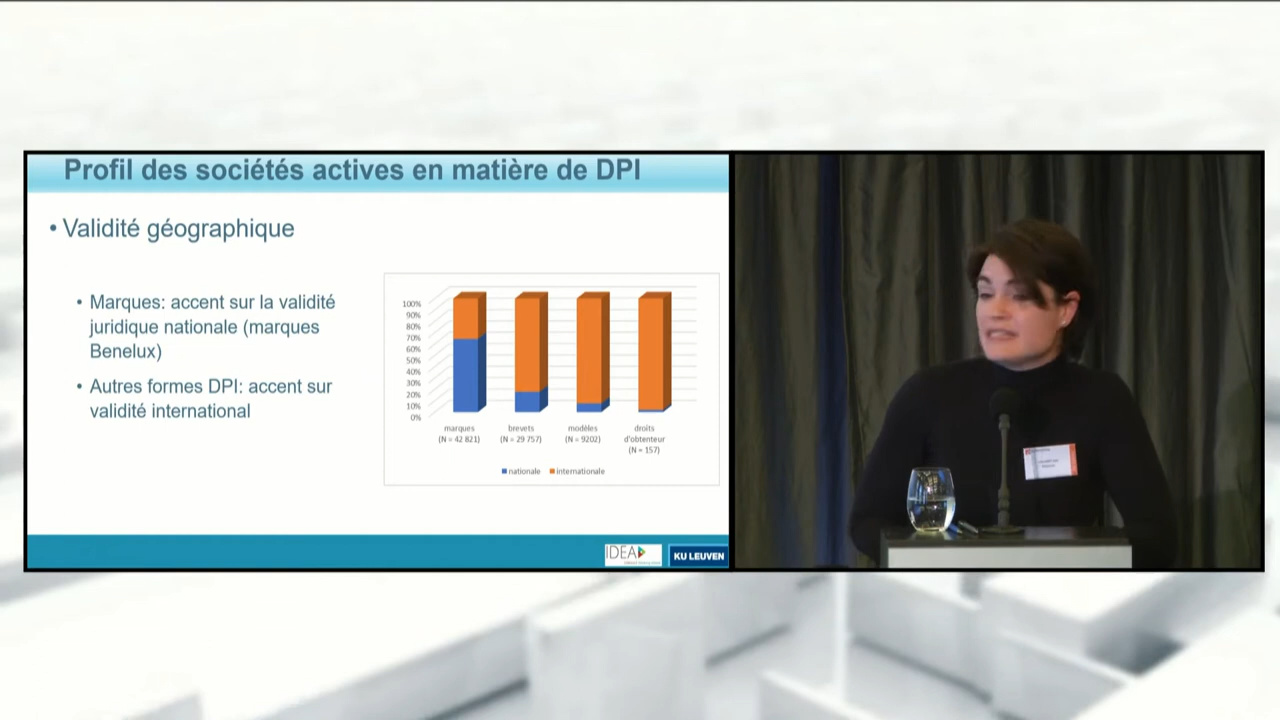 Profil des sociétés actives en matière de DPI
• Validité géographique
• Marques: accent sur la validité
juridique nationale (marques
Benelux)
• Autres formes DPI: accent sur
validité international
100%
90%
80%
70%
60%
50%
40%
30%
20%
10%
0%
marques
(N = 42 821)
brevets
(N = 29 757)
modèles
(N = 9202)
droits
d'obtenteur
(N = 157)
nationale
internationale
IDEA
KU LEUVEN